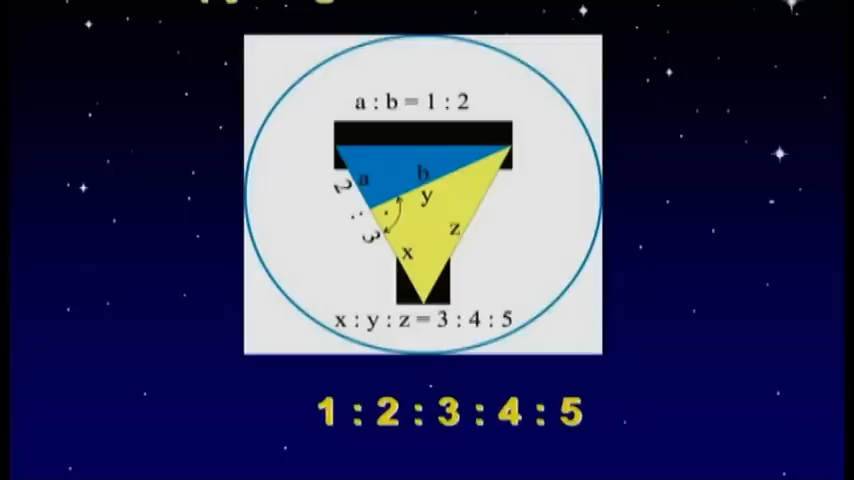 a : b = 1 : 2
a
b
y
2 : 3
z
x
x : y : z = 3 : 4 : 5
1 : 2 : 3 : 4 : 5